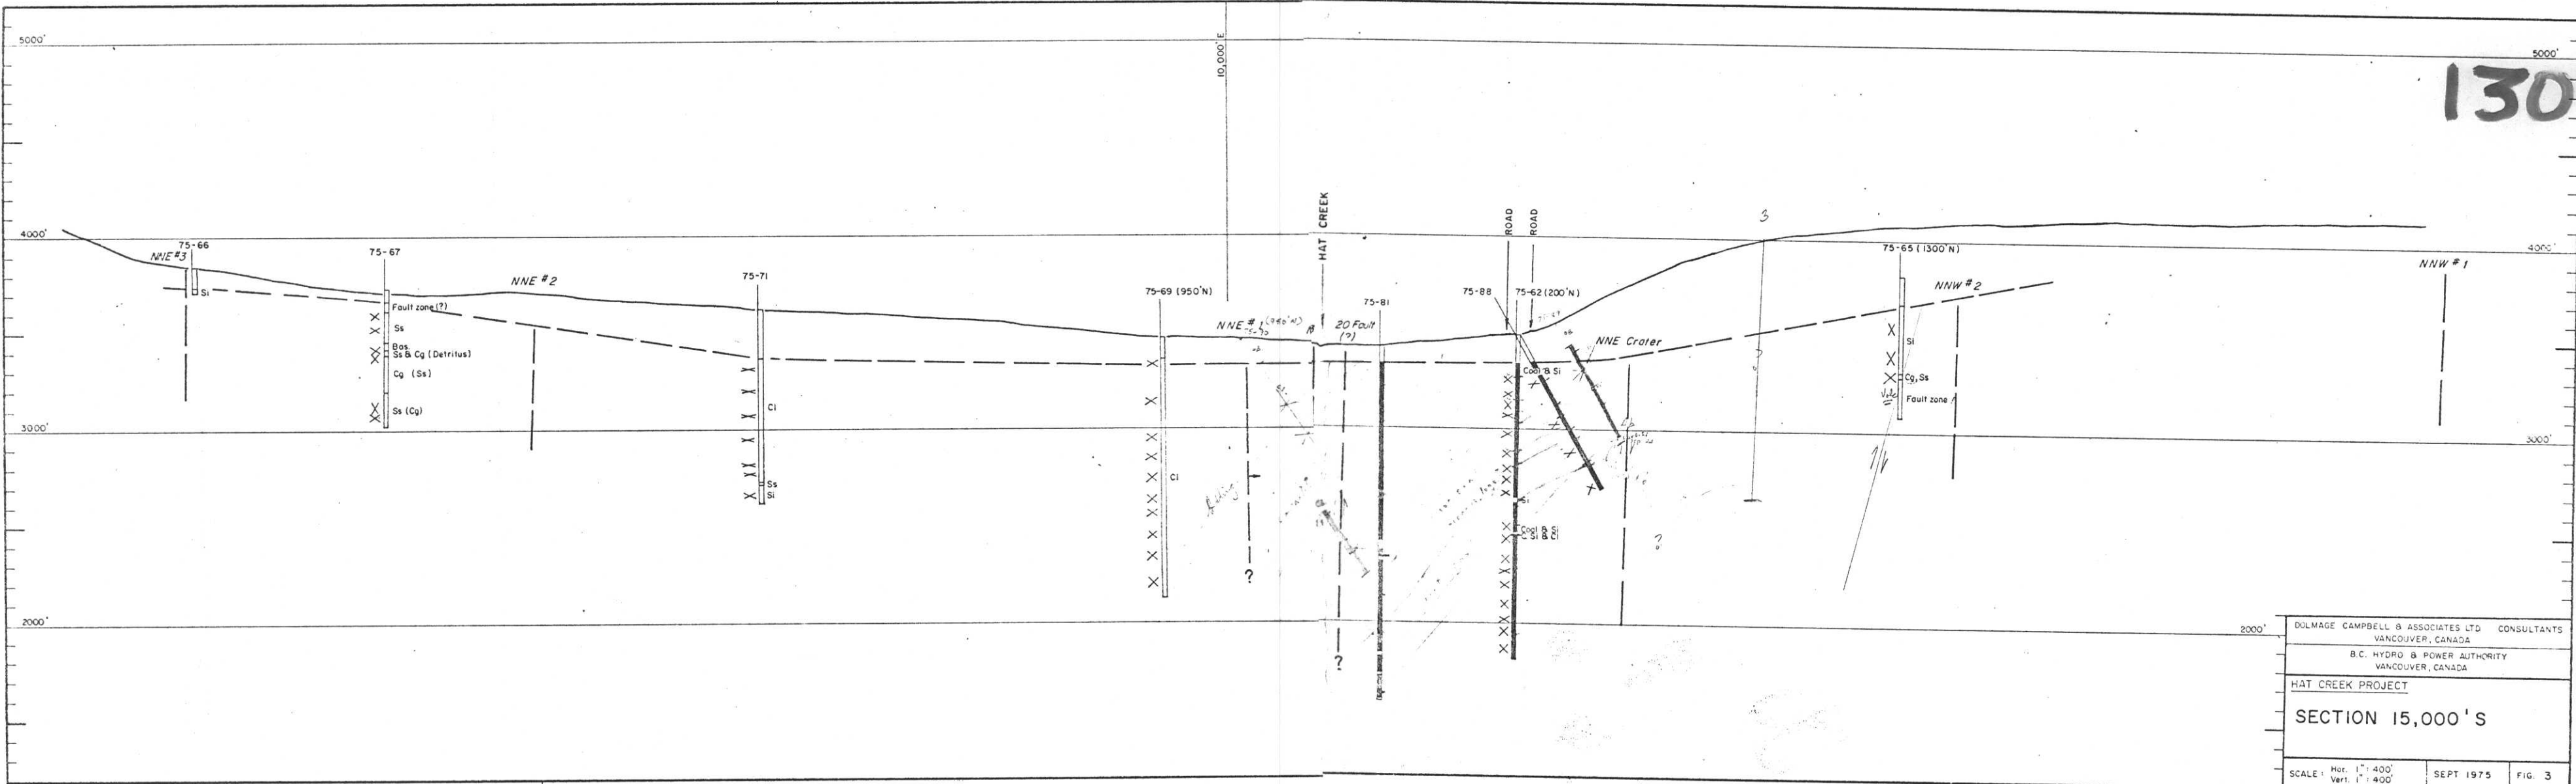 5000'
10,000'E
5000'
130
4000'
4000'
3000'
3000'
2000'
2000'
NNE #3
75-66
Si
75-67
Fault zone (?)
Ss
Bas.
Ss & Cg (Detritus)
Cg (Ss)
Ss (Cg)
NNE #2
75-71
Cl
Ss
Si
75-69 (950'N)
Cl
NNE #1
?
HAT CREEK
20 Fault
(?)
?
75-81
ROAD
ROAD
75-88
75-62 (200'N)
Coal & Si
Si
Coal & Si
C Si & Cl
NNE Crater
?
3
?
75-65 (1300'N)
Si
Cg, Ss
Volc
Fault zone
NNW #2
NNW #1
DOLMAGE CAMPBELL & ASSOCIATES LTD CONSULTANTS
VANCOUVER, CANADA
B.C. HYDRO & POWER AUTHORITY
VANCOUVER, CANADA
HAT CREEK PROJECT
SECTION 15,000'S
SCALE: Hor. 1": 400'
Vert. 1": 400'
SEPT 1975
FIG. 3